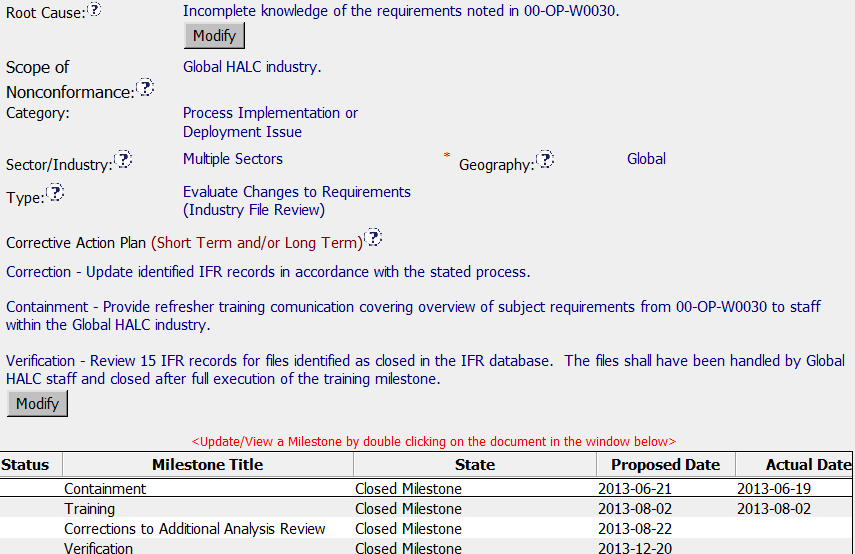 Root Cause:? Incomplete knowledge of the requirements noted in 00-OP-W0030.
Modify
Scope of Global HALC industry.
Nonconformance:?
Category: Process Implementation or
Deployment Issue
Sector/Industry:? Multiple Sectors * Geography:? Global
Type:? Evaluate Changes to Requirements
(Industry File Review)
Corrective Action Plan (Short Term and/or Long Term)?
Correction - Update identified IFR records in accordance with the stated process.
Containment - Provide refresher training comunication covering overview of subject requirements from 00-OP-W0030 to staff
within the Global HALC industry.
Verification - Review 15 IFR records for files identified as closed in the IFR database.  The files shall have been handled by Global
HALC staff and closed after full execution of the training milestone.
Modify
<Update/View a Milestone by double clicking on the document in the window below>
Status Milestone Title State Proposed Date Actual Date
Containment Closed Milestone 2013-06-21 2013-06-19
Training Closed Milestone 2013-08-02 2013-08-02
Corrections to Additional Analysis Review Closed Milestone 2013-08-22
Verification Closed Milestone 2013-12-20